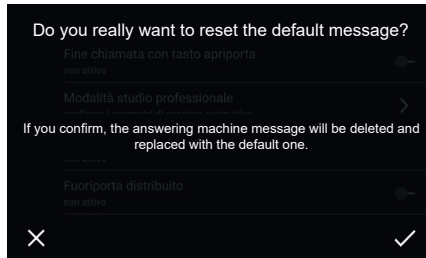 Do you really want to reset the default message?
Fine chiamata con tasto apriporta
non attivo
Modalità studio professionale
If you confirm, the answering machine message will be deleted and
replaced with the default one.
Fuoriporta distribuito
non attivo